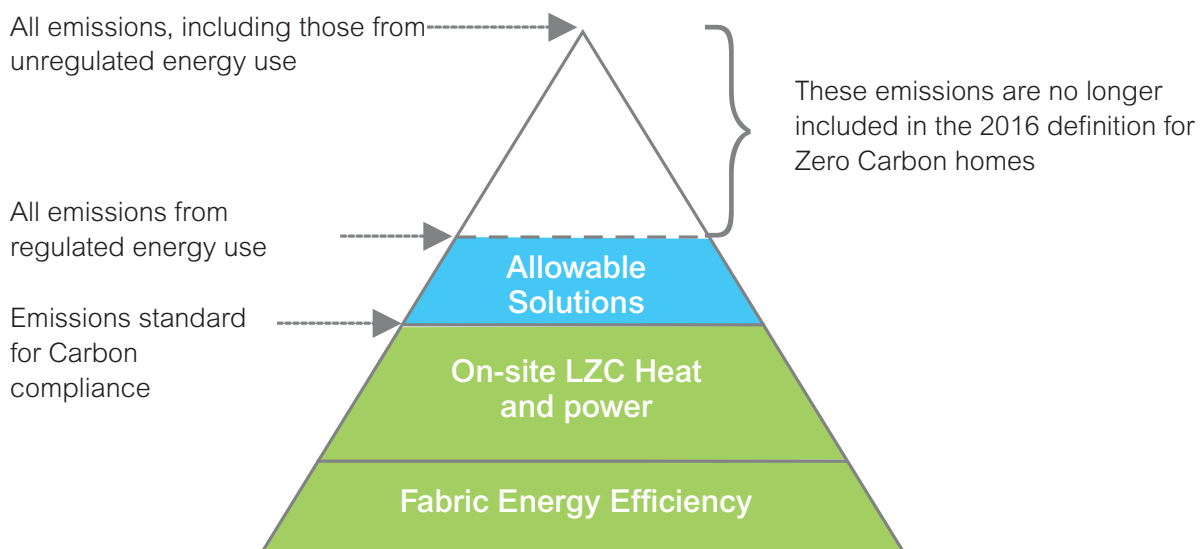 All emissions, including those from
unregulated energy use
These emissions are no longer
included in the 2016 definition for
Zero Carbon homes
All emissions from
regulated energy use
Allowable
Solutions
Emissions standard
for Carbon
compliance
On-site LZC Heat
and power
Fabric Energy Efficiency